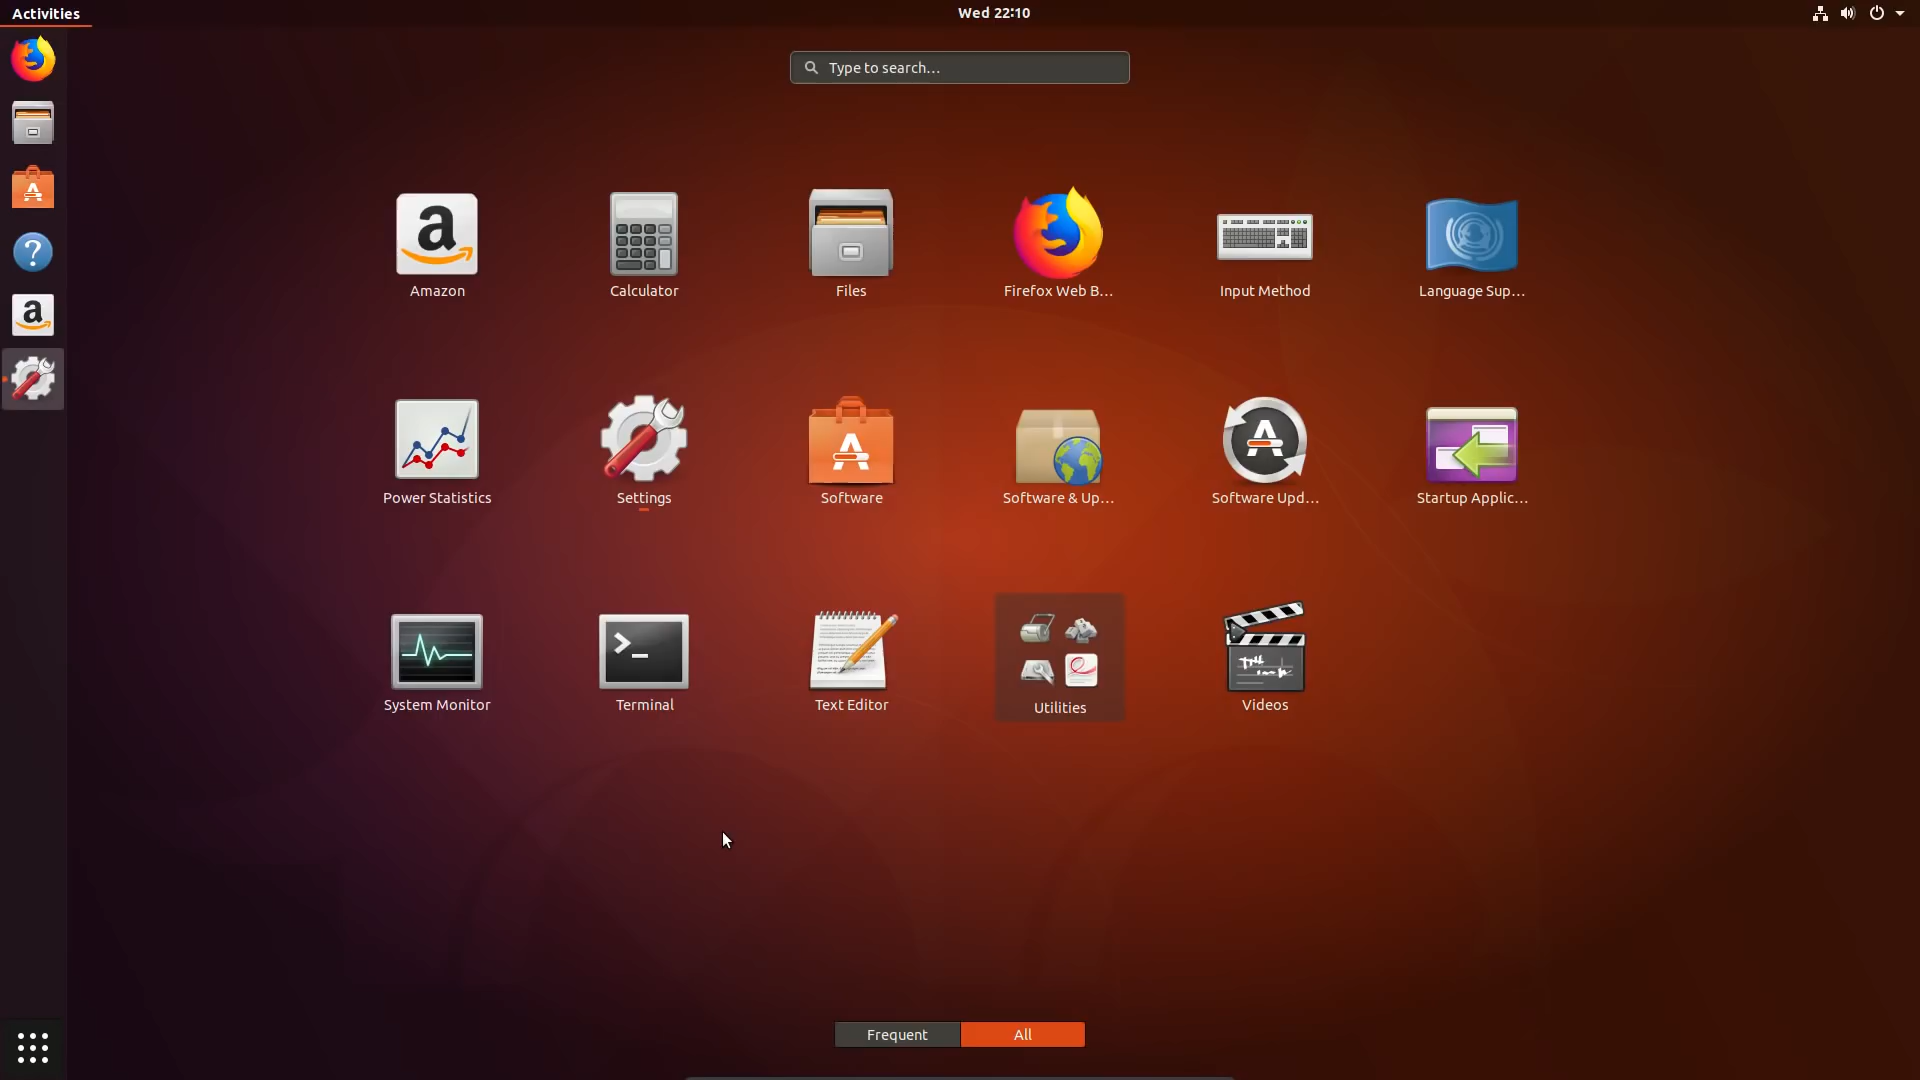 Activities
Wed 22:10
Type to search…
Amazon
Calculator
Files
Firefox Web B…
Input Method
Language Sup…
Power Statistics
Settings
Software
Software & Up…
Software Upd…
Startup Applic…
System Monitor
Terminal
Text Editor
Utilities
Videos
Frequent
All